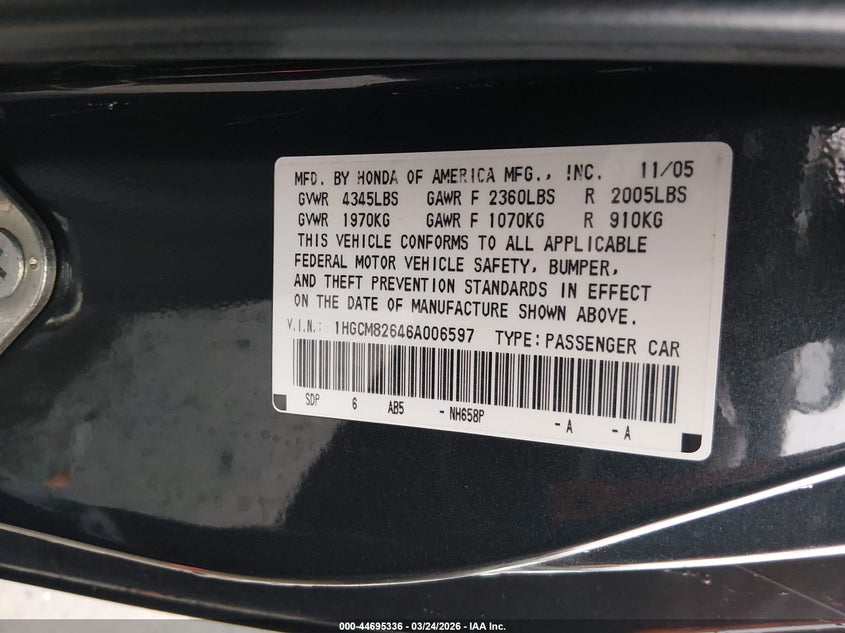 MFD. BY HONDA OF AMERICA MFG., INC. 11/05
GVWR 4345LBS GAWR F 2360LBS R 2005LBS
GVWR 1970KG GAWR F 1070KG R 910KG
THIS VEHICLE CONFORMS TO ALL APPLICABLE
FEDERAL MOTOR VEHICLE SAFETY, BUMPER,
AND THEFT PREVENTION STANDARDS IN EFFECT
ON THE DATE OF MANUFACTURE SHOWN ABOVE.
V.I.N.: 1HGCM82646A006597 TYPE: PASSENGER CAR
SDP 6 AB5 - NH658P - A - A
000-44695336 - 03/24/2026 - IAA Inc.